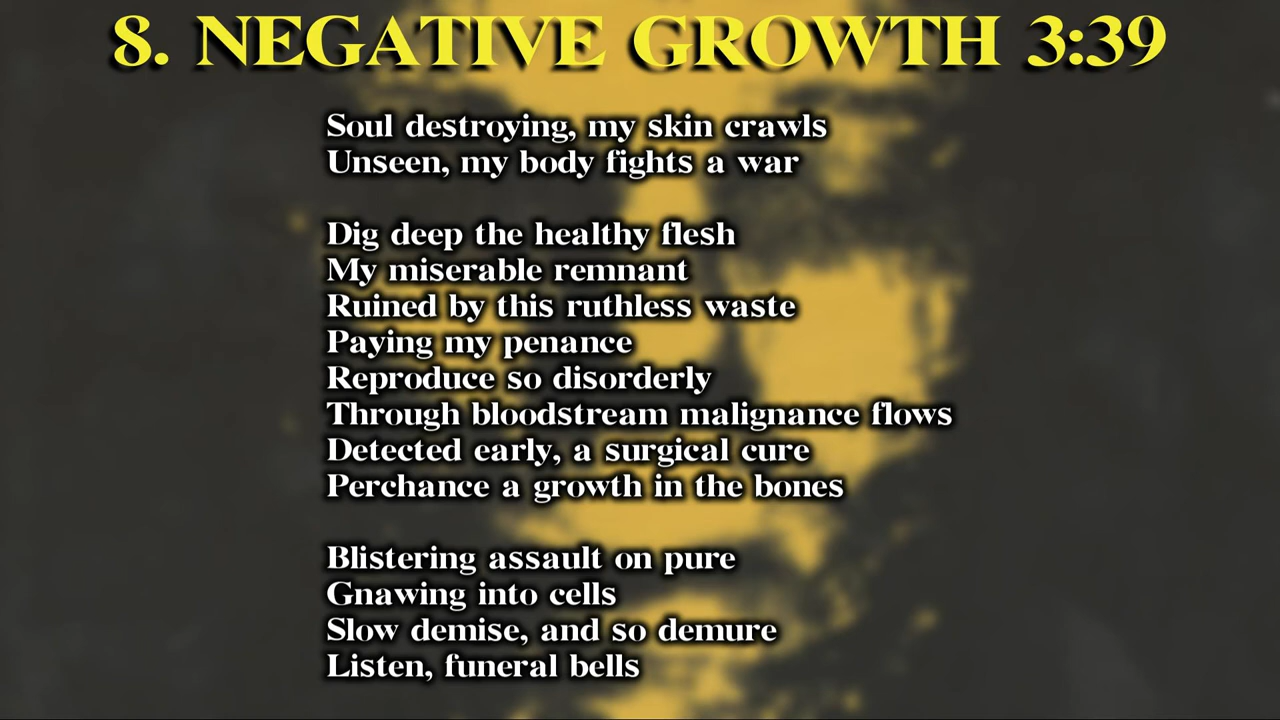 8. NEGATIVE GROWTH 3:39
Soul destroying, my skin crawls
Unseen, my body fights a war
Dig deep the healthy flesh
My miserable remnant
Ruined by this ruthless waste
Paying my penance
Reproduce so disorderly
Through bloodstream malignance flows
Detected early, a surgical cure
Perchance a growth in the bones
Blistering assault on pure
Gnawing into cells
Slow demise, and so demure
Listen, funeral bells